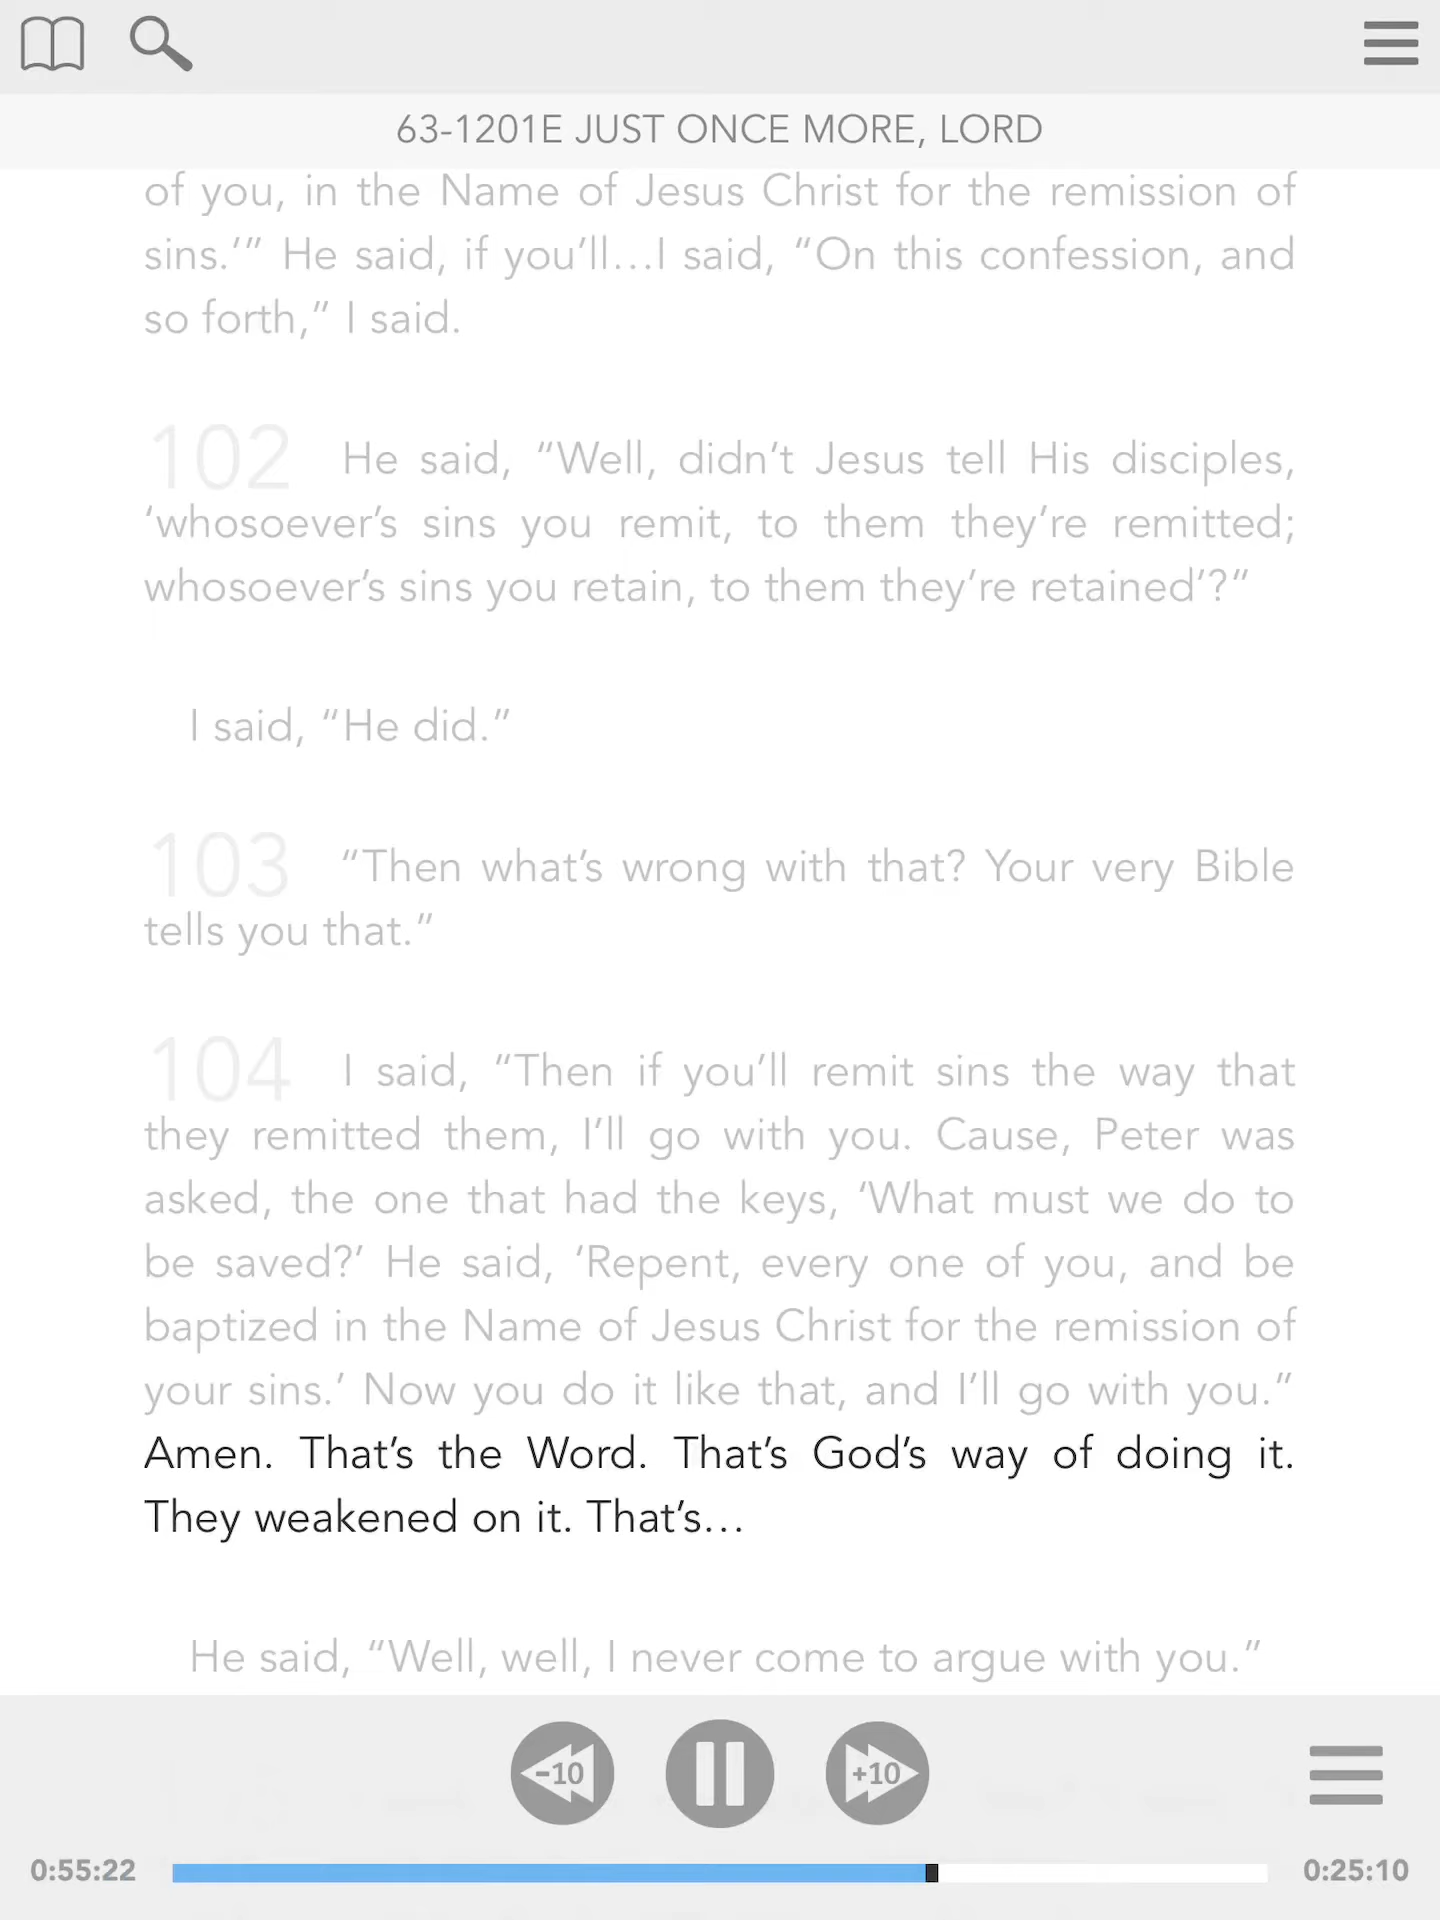 63-1201E JUST ONCE MORE, LORD
of you, in the Name of Jesus Christ for the remission of
sins.’” He said, if you’ll…I said, “On this confession, and
so forth,” I said.
102 He said, “Well, didn’t Jesus tell His disciples,
‘whosoever’s sins you remit, to them they’re remitted;
whosoever’s sins you retain, to them they’re retained’?”
I said, “He did.”
103 “Then what’s wrong with that? Your very Bible
tells you that.”
104 I said, “Then if you’ll remit sins the way that
they remitted them, I’ll go with you. Cause, Peter was
asked, the one that had the keys, ‘What must we do to
be saved?’ He said, ‘Repent, every one of you, and be
baptized in the Name of Jesus Christ for the remission of
your sins.’ Now you do it like that, and I’ll go with you.”
Amen. That’s the Word. That’s God’s way of doing it.
They weakened on it. That’s…
He said, “Well, well, I never come to argue with you.”
-10 +10
0:55:22 0:25:10